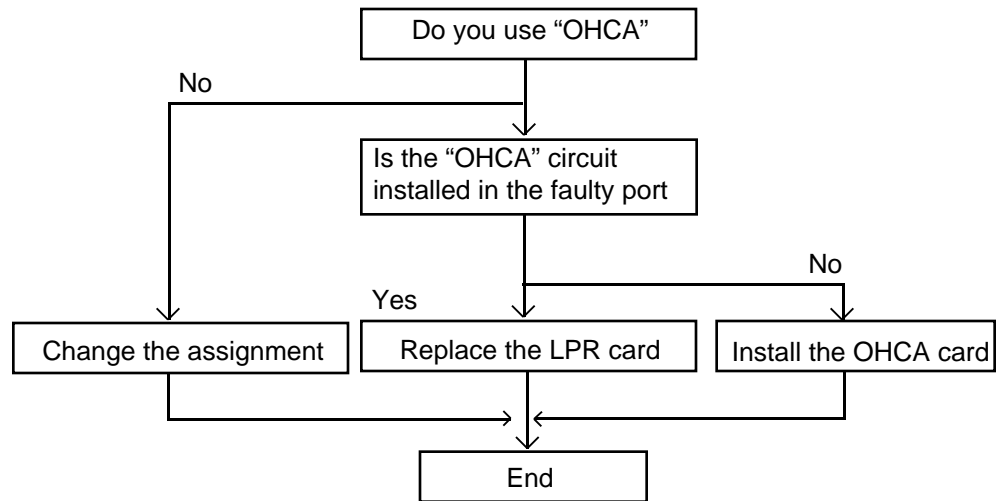 Do you use “OHCA”
No
Is the “OHCA” circuit
installed in the faulty port
No
Yes
Change the assignment
Replace the LPR card
Install the OHCA card
End